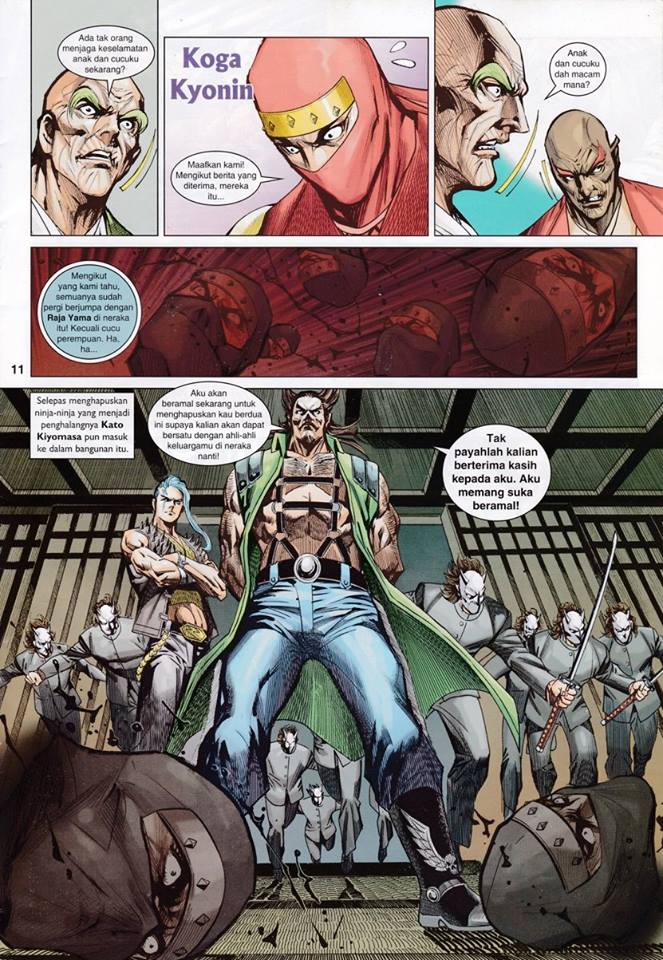 Ada tak orang
menjaga keselamatan
anak dan cucuku
sekarang?
Koga
Kyonin
Maafkan kami!
Mengikut berita yang
diterima, mereka
itu...
Anak
dan cucuku
dah macam
mana?
Mengikut
yang kami tahu,
semuanya sudah
pergi berjumpa dengan
Raja Yama di neraka
itu! Kecuali cucu
perempuan. Ha,
ha...
11
Selepas menghapuskan
ninja-ninja yang menjadi
penghalangnya Kato
Kiyomasa pun masuk
ke dalam bangunan itu.
Aku akan
beramal sekarang untuk
menghapuskan kau berdua
ini supaya kalian akan dapat
bersatu dengan ahli-ahli
keluargamu di neraka
nanti!
Tak
payahlah kalian
berterima kasih
kepada aku. Aku
memang suka
beramal!